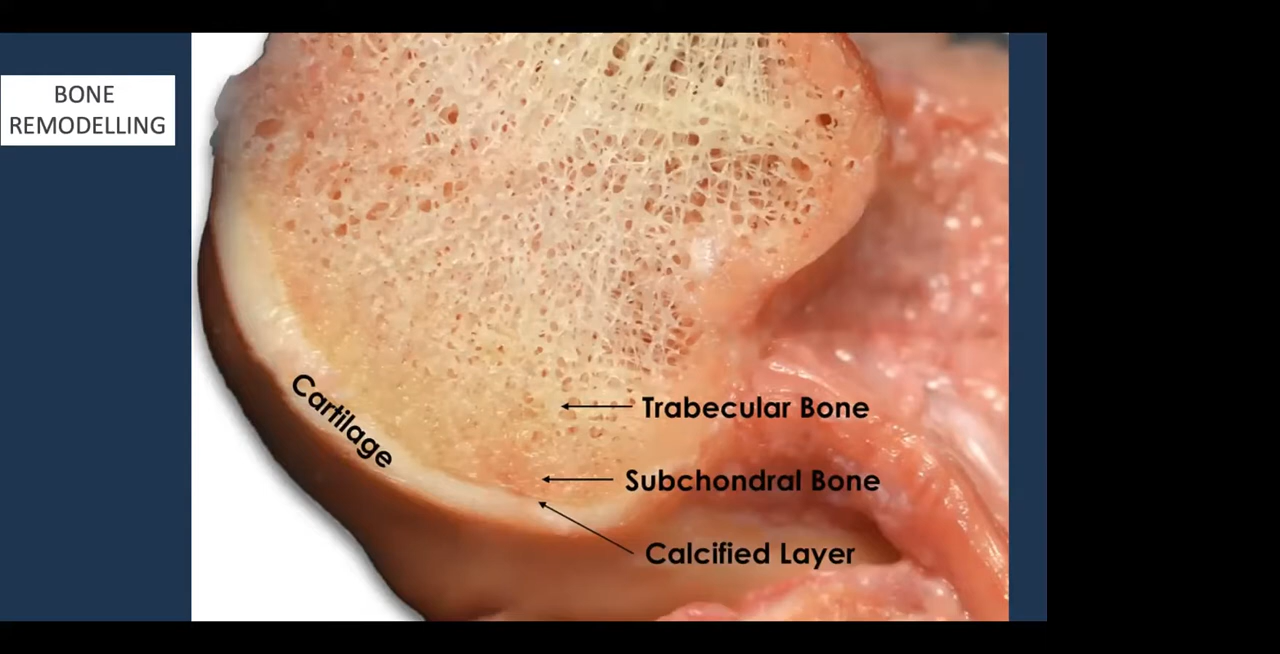 BONE
REMODELLING
Cartilage
Trabecular Bone
Subchondral Bone
Calcified Layer